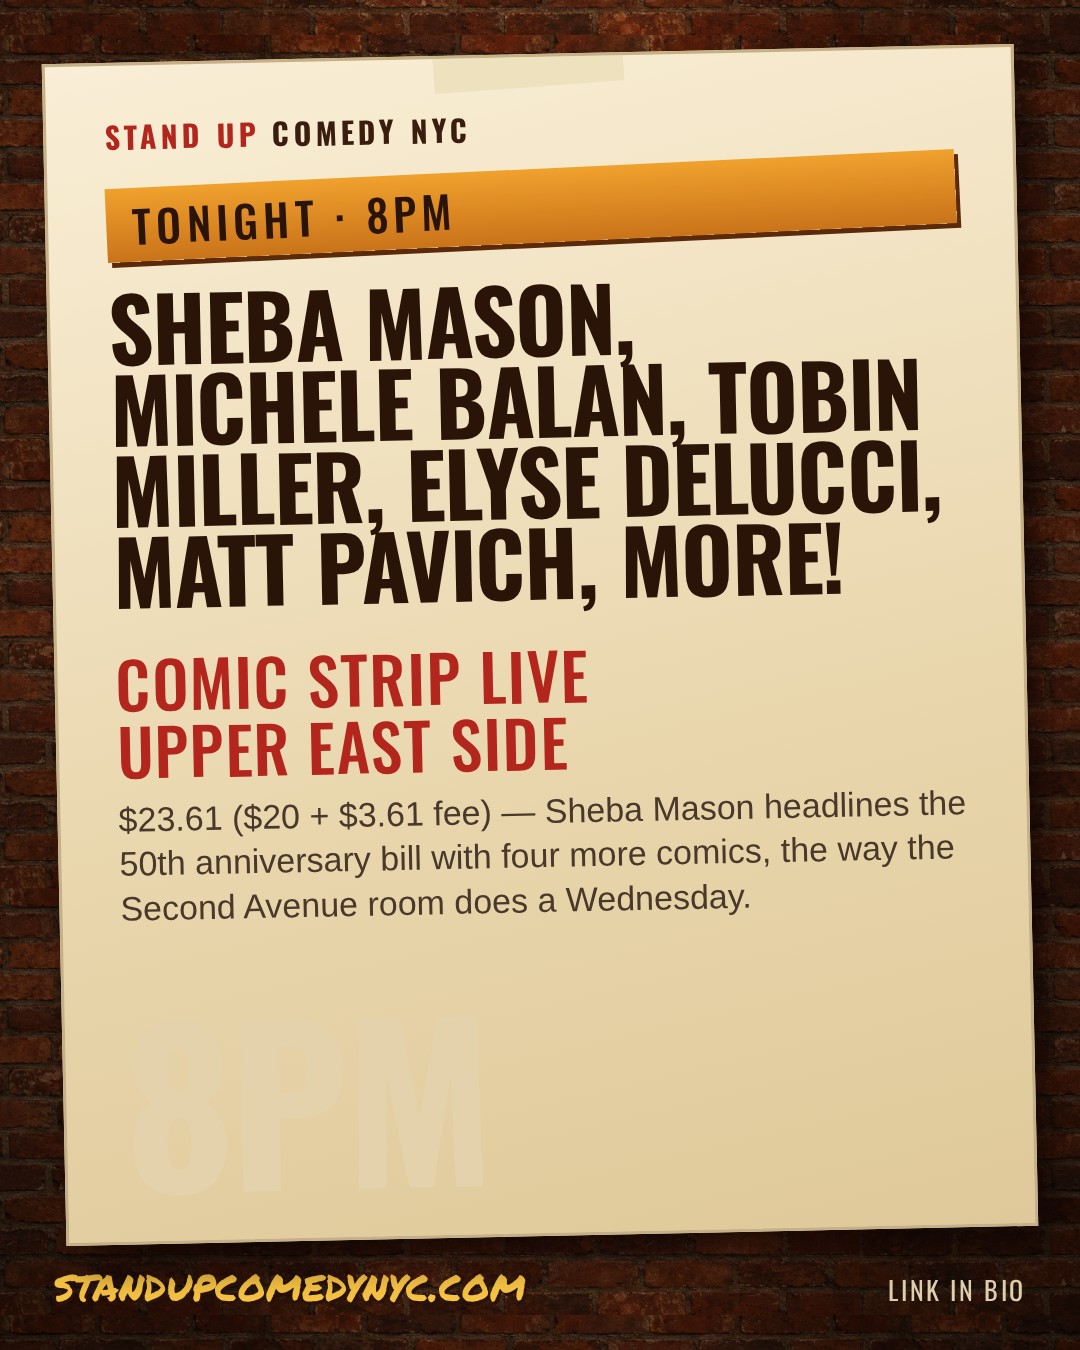 STAND UP COMEDY NYC
TONIGHT · 8PM
SHEBA MASON,
MICHELE BALAN, TOBIN
MILLER, ELYSE DELUCCI,
MATT PAVICH, MORE!
COMIC STRIP LIVE
UPPER EAST SIDE
$23.61 ($20 + $3.61 fee) — Sheba Mason headlines the
50th anniversary bill with four more comics, the way the
Second Avenue room does a Wednesday.
8PM
STANDUPCOMEDYNYC.COM
LINK IN BIO